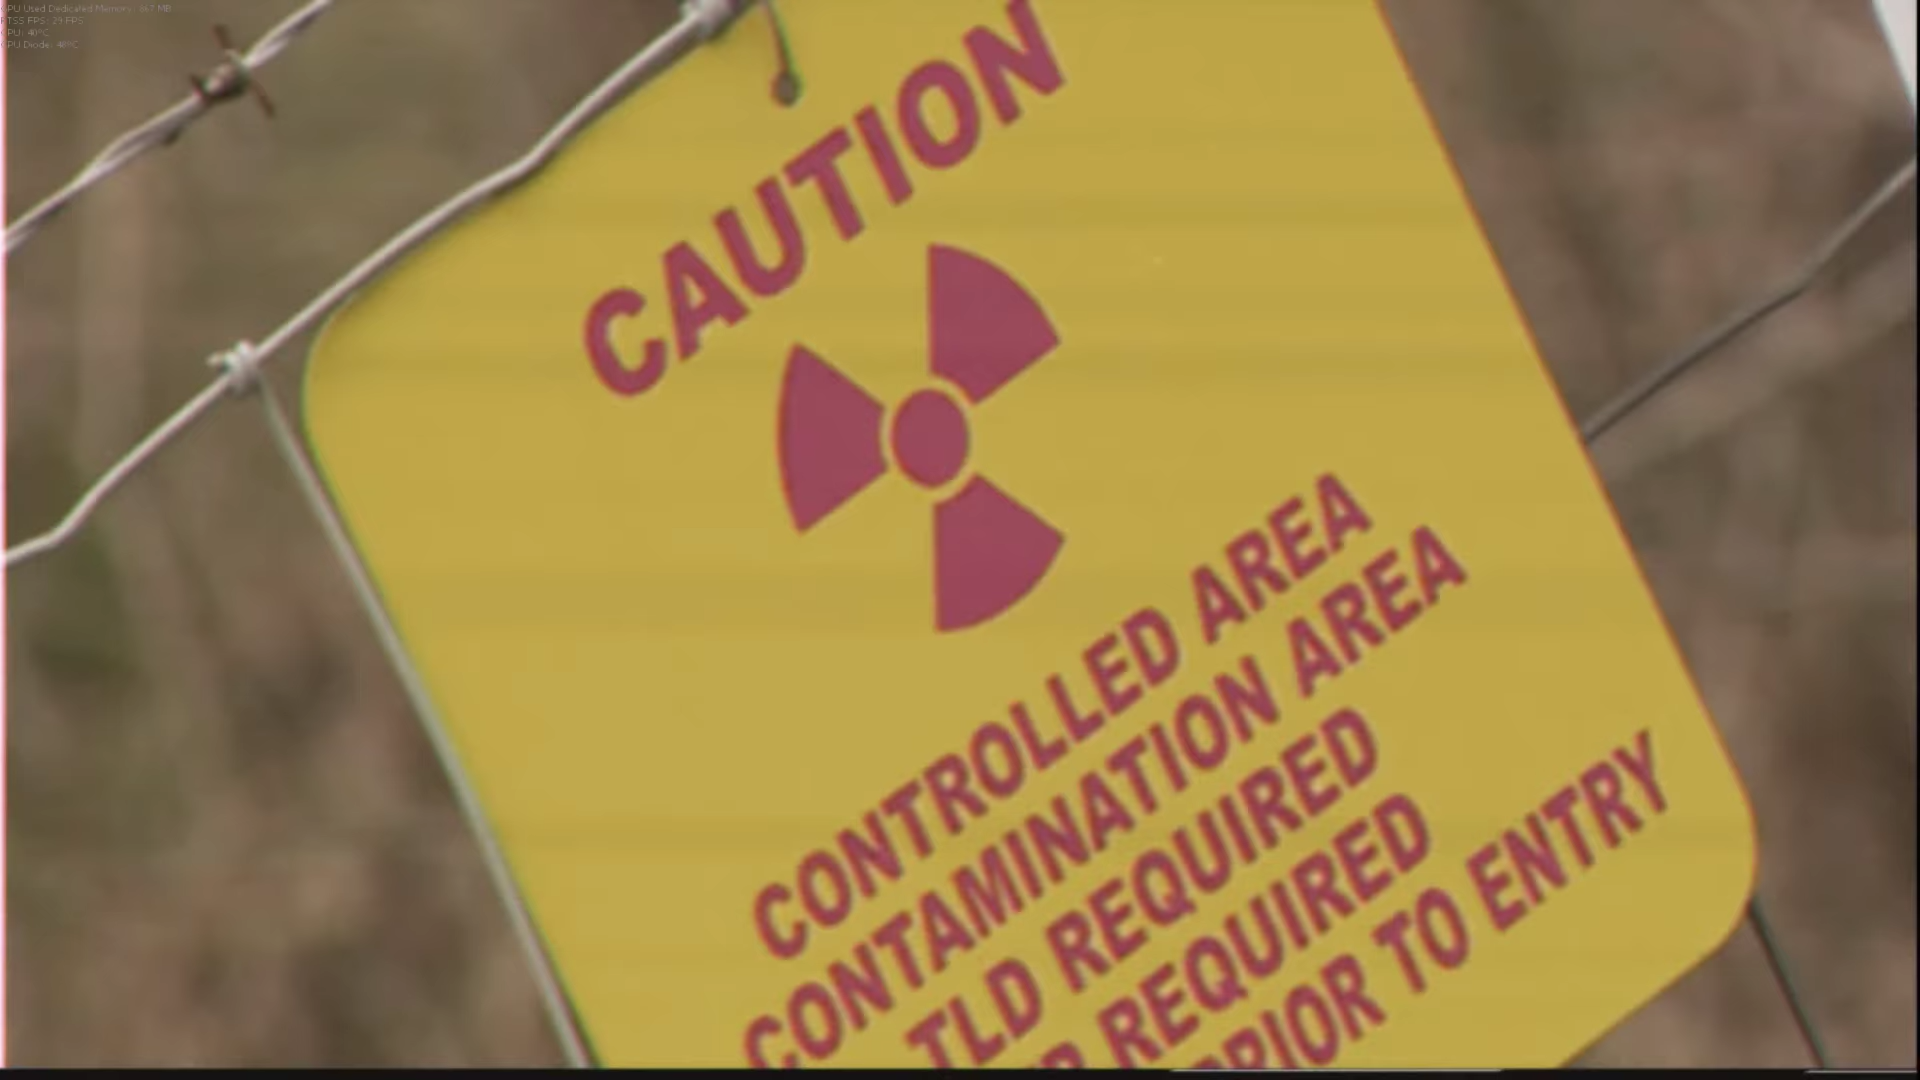 CAUTION
CONTROLLED AREA
CONTAMINATION AREA
TLD REQUIRED
REQUIRED
PRIOR TO ENTRY